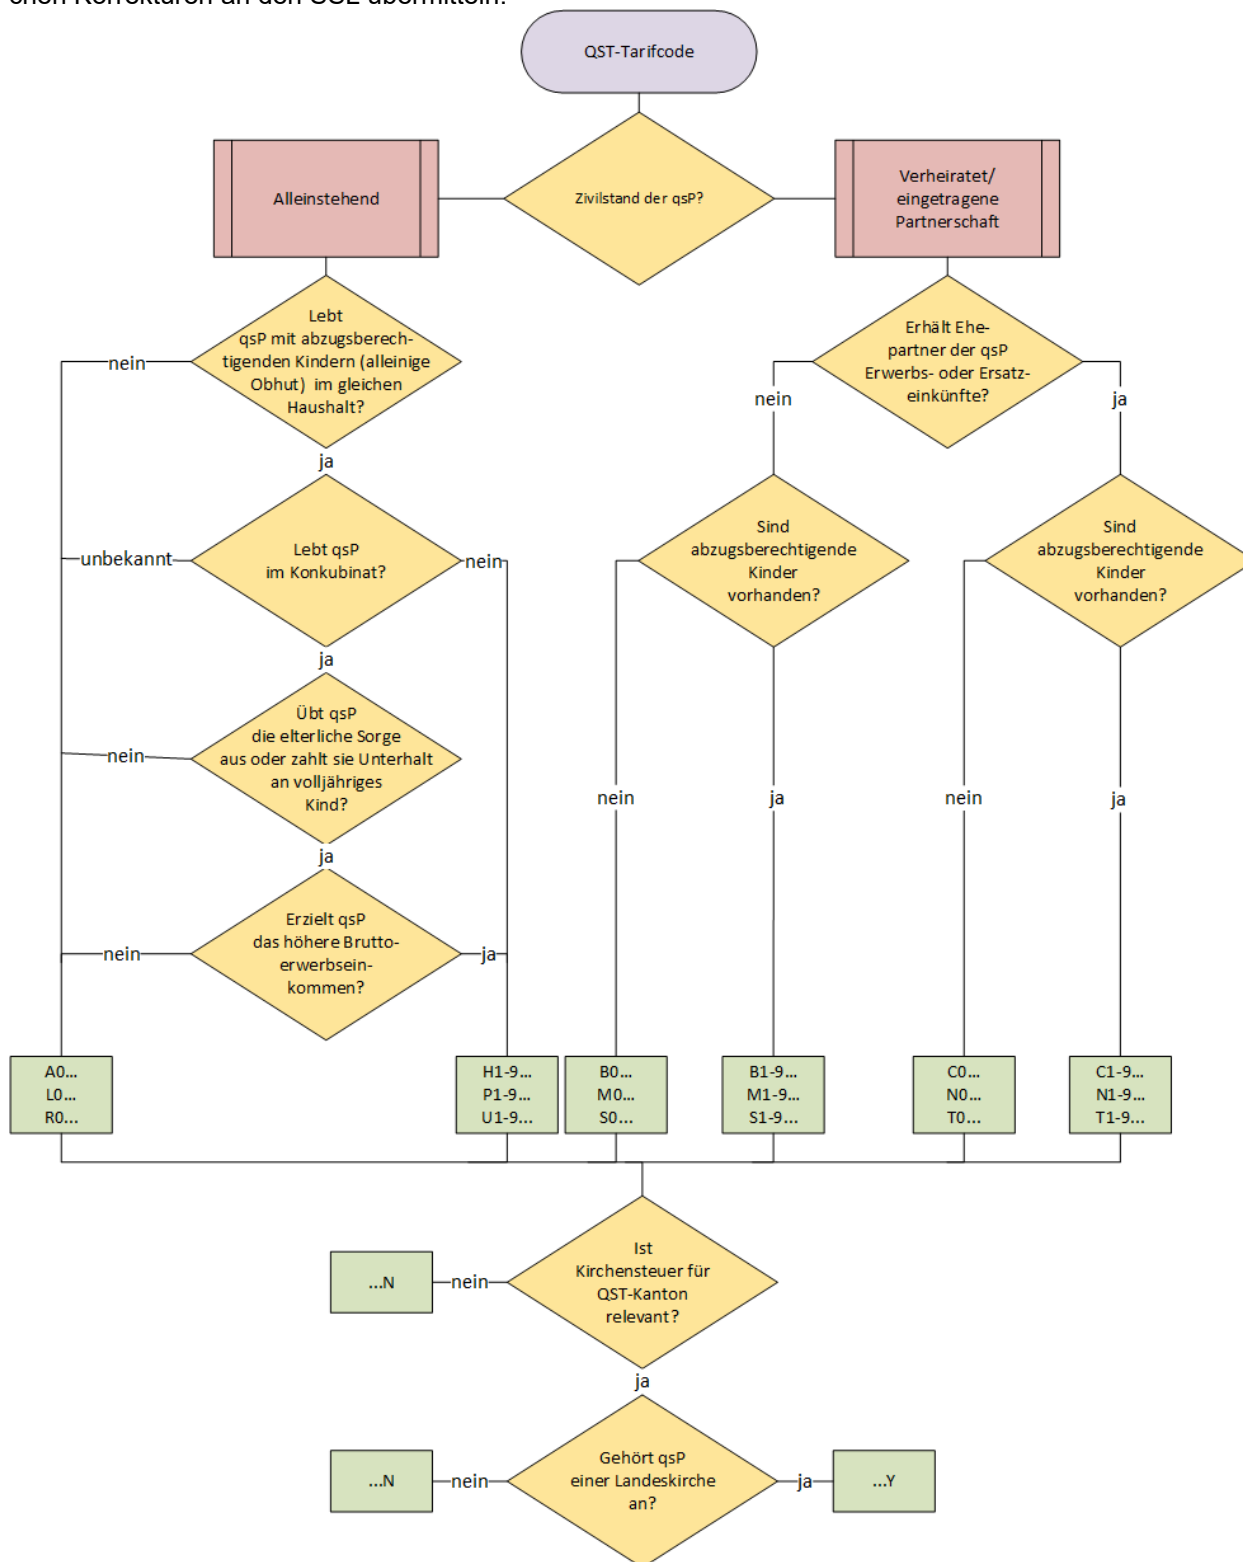 chen Korrekturen an den SSL übermitteln.
QST-Tarifcode
Zivilstand der qsP?
Alleinstehend
Verheiratet/
eingetragene
Partnerschaft
Lebt
qsP mit abzugsberech-
tigenden Kindern (alleinige
Obhut) im gleichen
Haushalt?
nein
ja
Erhält Ehe-
partner der qsP
Erwerbs- oder Ersatz-
einkünfte?
nein
ja
Lebt qsP
im Konkubinat?
unbekannt
nein
ja
Sind
abzugsberechtigende
Kinder
vorhanden?
Sind
abzugsberechtigende
Kinder
vorhanden?
Übt qsP
die elterliche Sorge
aus oder zahlt sie Unterhalt
an volljähriges
Kind?
nein
ja
nein
ja
nein
ja
Erzielt qsP
das höhere Brutto-
erwerbsein-
kommen?
nein
ja
A0...
L0...
R0...
H1-9...
P1-9...
U1-9...
B0...
M0...
S0...
B1-9...
M1-9...
S1-9...
C0...
N0...
T0...
C1-9...
N1-9...
T1-9...
Ist
Kirchensteuer für
QST-Kanton
relevant?
nein
...N
ja
Gehört qsP
einer Landeskirche
an?
nein
...N
ja
...Y